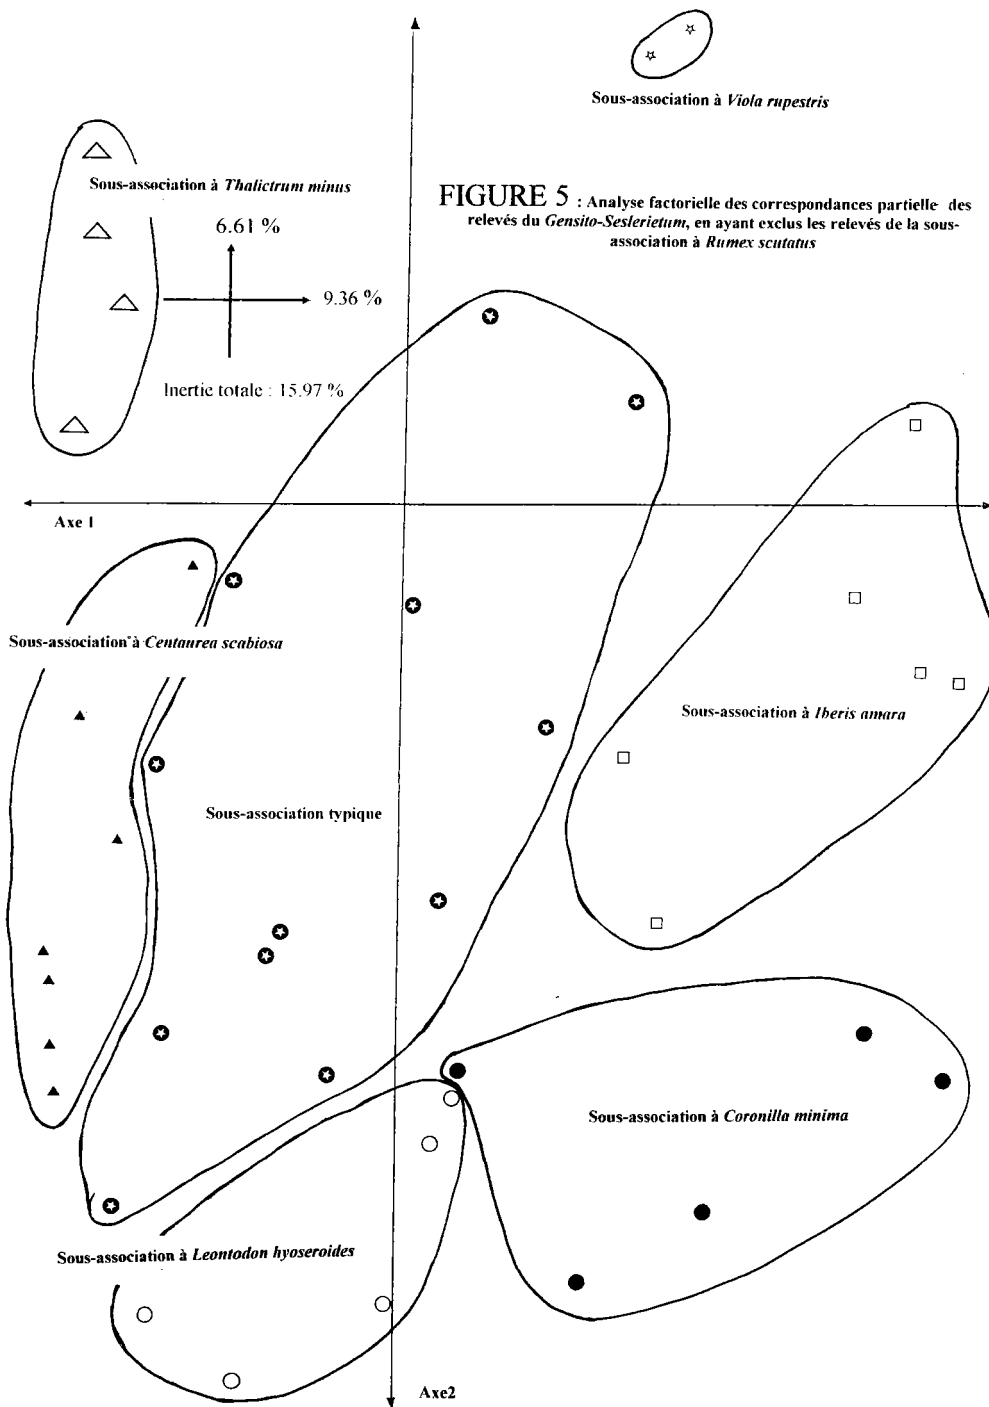 Sous-association à Viola rupestris
Sous-association à Thalictrum minus
FIGURE 5 : Analyse factorielle des correspondances partielle des
relevés du Gensito-Seslerietum, en ayant exclus les relevés de la sous-
association à Rumex scutatus
6.61 %
9.36 %
Inertie totale : 15.97 %
Axe 1
Sous-association à Centaurea scabiosa
Sous-association à Iberis amara
Sous-association typique
Sous-association à Coronilla minima
Sous-association à Leontodon hyoseroides
Axe2